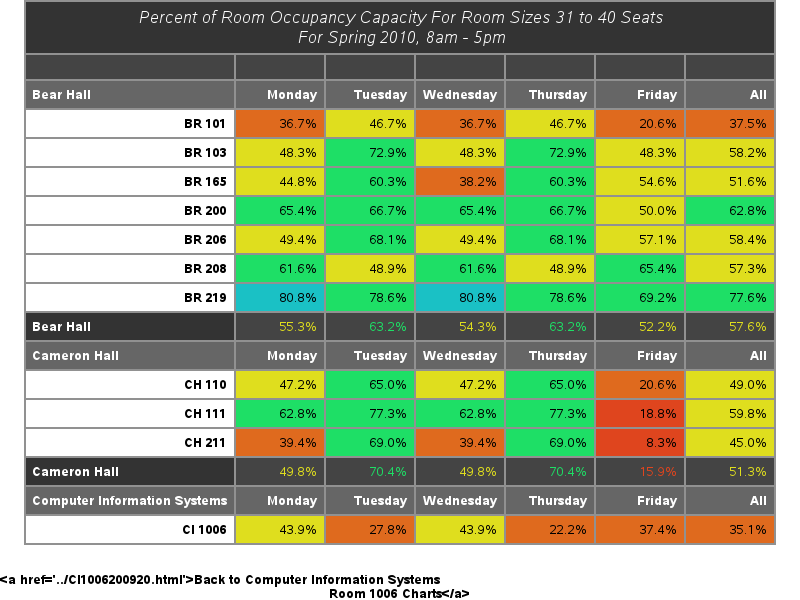 Percent of Room Occupancy Capacity For Room Sizes 31 to 40 Seats
For Spring 2010, 8am - 5pm
Bear Hall Monday Tuesday Wednesday Thursday Friday All
BR 101 36.7% 46.7% 36.7% 46.7% 20.6% 37.5%
BR 103 48.3% 72.9% 48.3% 72.9% 48.3% 58.2%
BR 165 44.8% 60.3% 38.2% 60.3% 54.6% 51.6%
BR 200 65.4% 66.7% 65.4% 66.7% 50.0% 62.8%
BR 206 49.4% 68.1% 49.4% 68.1% 57.1% 58.4%
BR 208 61.6% 48.9% 61.6% 48.9% 65.4% 57.3%
BR 219 80.8% 78.6% 80.8% 78.6% 69.2% 77.6%
Bear Hall 55.3% 63.2% 54.3% 63.2% 52.2% 57.6%
Cameron Hall Monday Tuesday Wednesday Thursday Friday All
CH 110 47.2% 65.0% 47.2% 65.0% 20.6% 49.0%
CH 111 62.8% 77.3% 62.8% 77.3% 18.8% 59.8%
CH 211 39.4% 69.0% 39.4% 69.0% 8.3% 45.0%
Cameron Hall 49.8% 70.4% 49.8% 70.4% 15.9% 51.3%
Computer Information Systems Monday Tuesday Wednesday Thursday Friday All
CI 1006 43.9% 27.8% 43.9% 22.2% 37.4% 35.1%
<a href='../CI1006200920.html'>Back to Computer Information Systems
Room 1006 Charts</a>